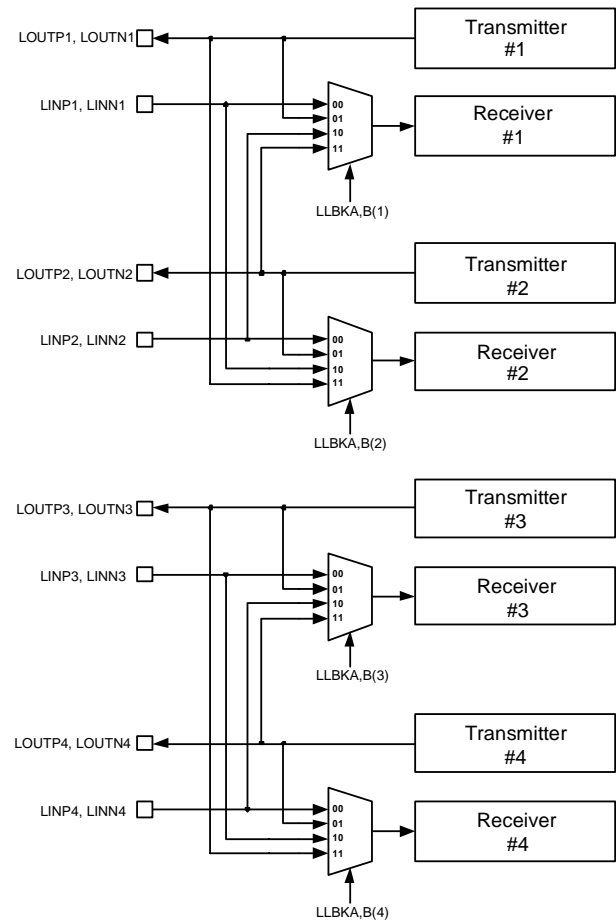 LOUTP1, LOUTN1
Transmitter
#1
LINP1, LINN1
00
01
10
11
Receiver
#1
LLBKA,B(1)
LOUTP2, LOUTN2
Transmitter
#2
LINP2, LINN2
00
01
10
11
Receiver
#2
LLBKA,B(2)
LOUTP3, LOUTN3
Transmitter
#3
LINP3, LINN3
00
01
10
11
Receiver
#3
LLBKA,B(3)
LOUTP4, LOUTN4
Transmitter
#4
LINP4, LINN4
00
01
10
11
Receiver
#4
LLBKA,B(4)